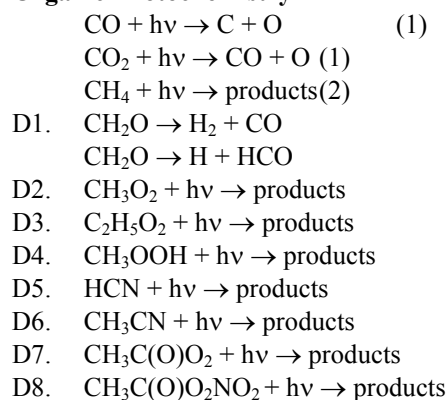 CO + hν → C + O (1)
CO₂ + hν → CO + O (1)
CH₄ + hν → products(2)
D1. CH₂O → H₂ + CO
CH₂O → H + HCO
D2. CH₃O₂ + hν → products
D3. C₂H₅O₂ + hν → products
D4. CH₃OOH + hν → products
D5. HCN + hν → products
D6. CH₃CN + hν → products
D7. CH₃C(O)O₂ + hν → products
D8. CH₃C(O)O₂NO₂ + hν → products